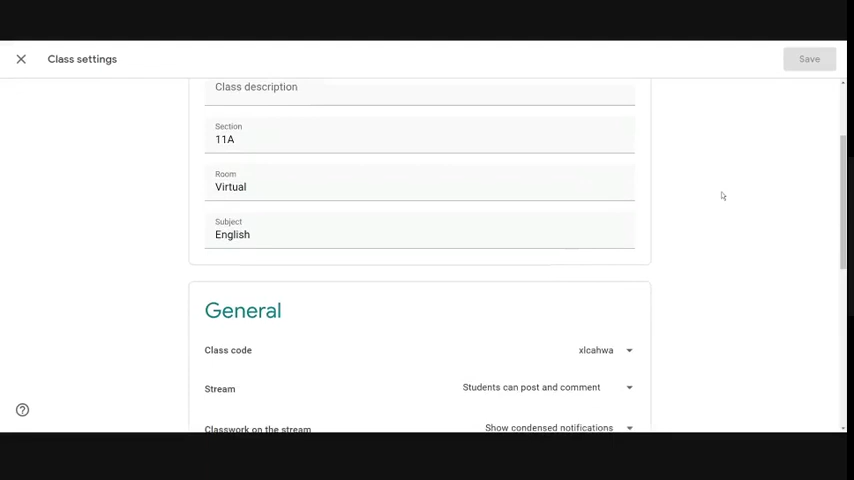 Class settings
Save
Class description
Section
11A
Room
Virtual
Subject
English
General
Class code xlcahwa
Stream Students can post and comment
Classwork on the stream Show condensed notifications